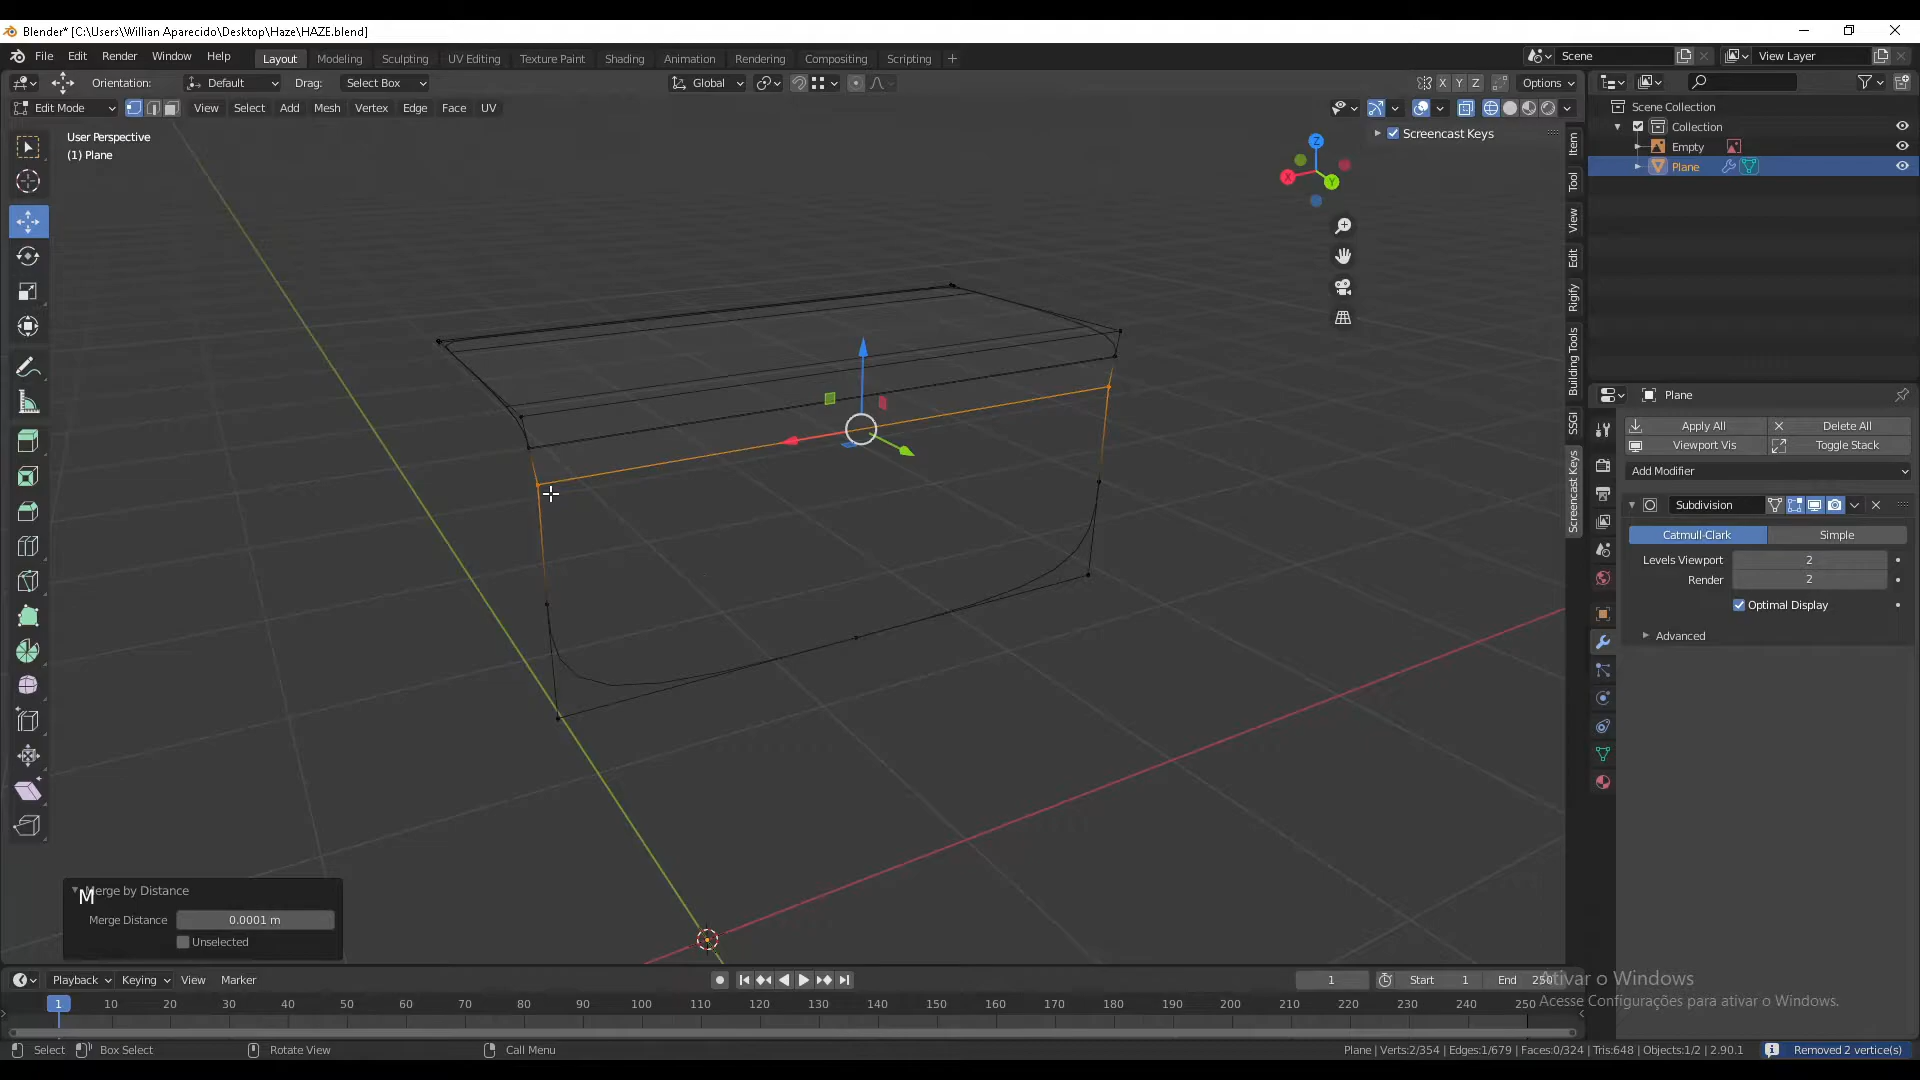 Blender* [C:\Users\Willian Aparecido\Desktop\Haze\HAZE.blend]
File Edit Render Window Help Layout Modeling Sculpting UV Editing Texture Paint Shading Animation Rendering Compositing Scripting + Scene View Layer
Orientation: Default Drag: Select Box Global X Y Z Options
Edit Mode View Select Add Mesh Vertex Edge Face UV
User Perspective
(1) Plane
Screencast Keys
Z
X
Y
Item
Tool
View
Edit
Rigify
Building Tools
SSGI
Screencast Keys
Scene Collection
Collection
Empty
Plane
Plane
Apply All Delete All
Viewport Vis Toggle Stack
Add Modifier
Subdivision
Catmull-Clark Simple
Levels Viewport 2
Render 2
Optimal Display
Advanced
Merge by Distance
M
Merge Distance 0.0001 m
Unselected
Playback Keying View Marker 1 Start 1 End 250
1 10 20 30 40 50 60 70 80 90 100 110 120 130 140 150 160 170 180 190 200 210 220 230 240 250
Ativar o Windows
Acesse Configurações para ativar o Windows.
Select Box Select Rotate View Call Menu Plane | Verts:2/354 | Edges:1/679 | Faces:0/324 | Tris:648 | Objects:1/2 | 2.90.1 Removed 2 vertice(s)